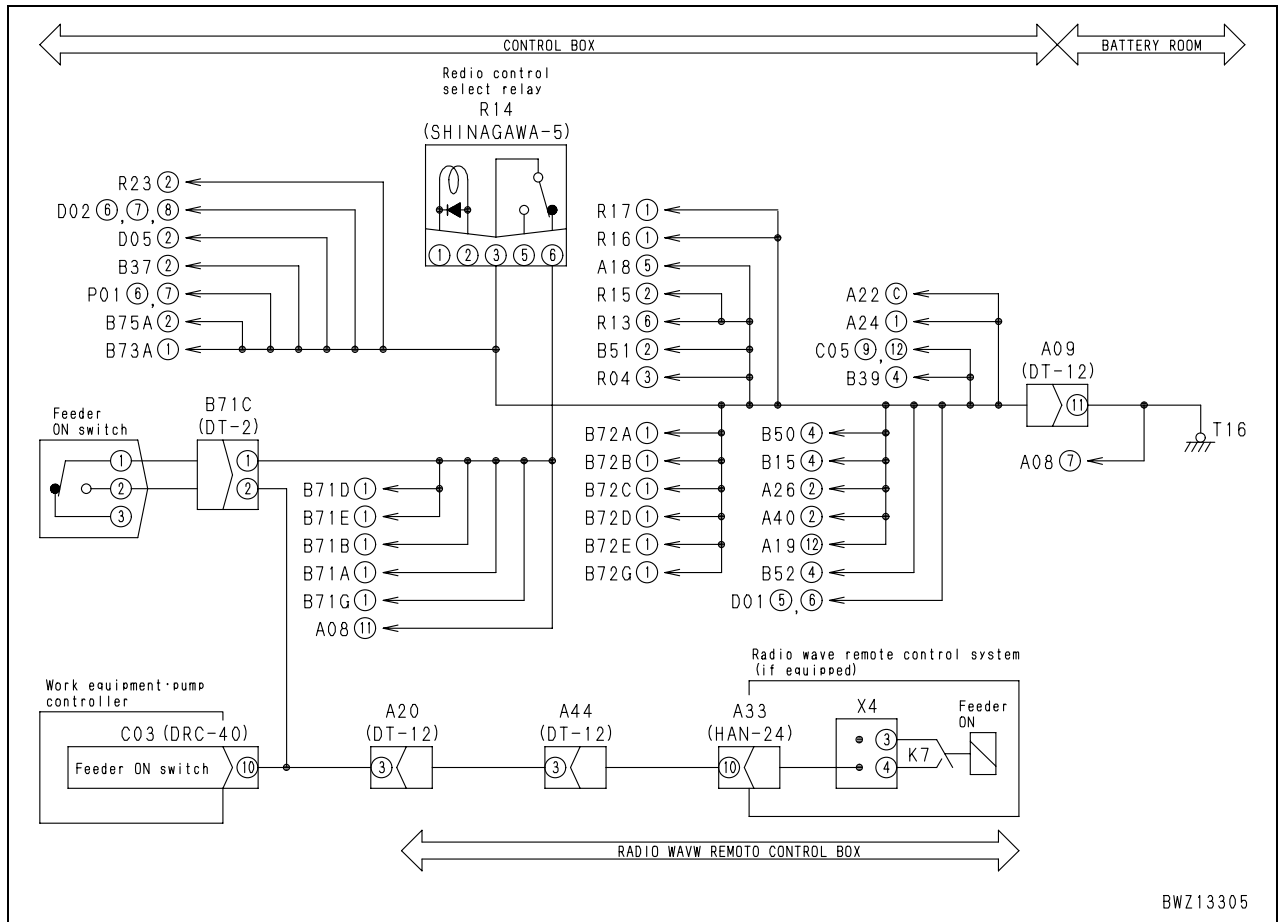 CONTROL BOX
BATTERY ROOM
Redio control
select relay
R14
(SHINAGAWA-5)
1 2 3 5 6
R23 2
D02 6, 7, 8
D05 2
B37 2
P01 6, 7
B75A 2
B73A 1
R17 1
R16 1
A18 5
R15 2
R13 6
B51 2
R04 3
A22 C
A24 1
C05 9, 12
B39 4
A09
(DT-12)
11
T16
A08 7
Feeder
ON switch
1
2
3
B71C
(DT-2)
1
2
B71D 1
B71E 1
B71B 1
B71A 1
B71G 1
A08 11
B72A 1
B72B 1
B72C 1
B72D 1
B72E 1
B72G 1
B50 4
B15 4
A26 2
A40 2
A19 12
B52 4
D01 5, 6
Work equipment·pump
controller
C03 (DRC-40)
Feeder ON switch 10
A20
(DT-12)
3
A44
(DT-12)
3
Radio wave remote control system
(if equipped)
A33
(HAN-24)
10
X4
3
4
K7
Feeder
ON
RADIO WAVW REMOTO CONTROL BOX
BWZ13305